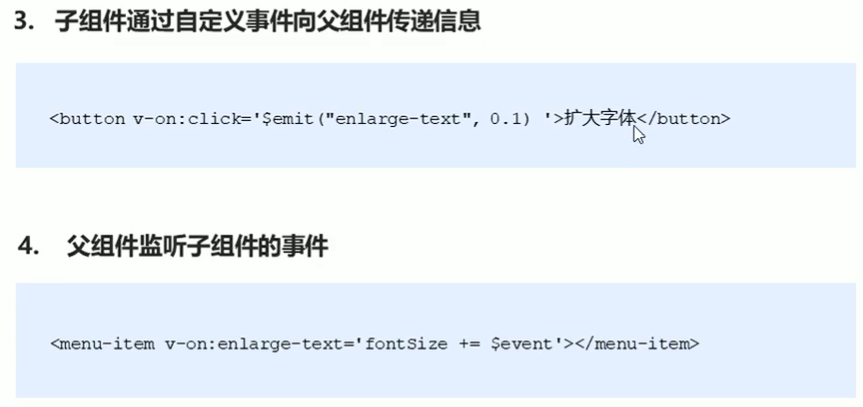 3. 子组件通过自定义事件向父组件传递信息
<button v-on:click='$emit("enlarge-text", 0.1) '>扩大字体</button>
4. 父组件监听子组件的事件
<menu-item v-on:enlarge-text='fontSize += $event'></menu-item>